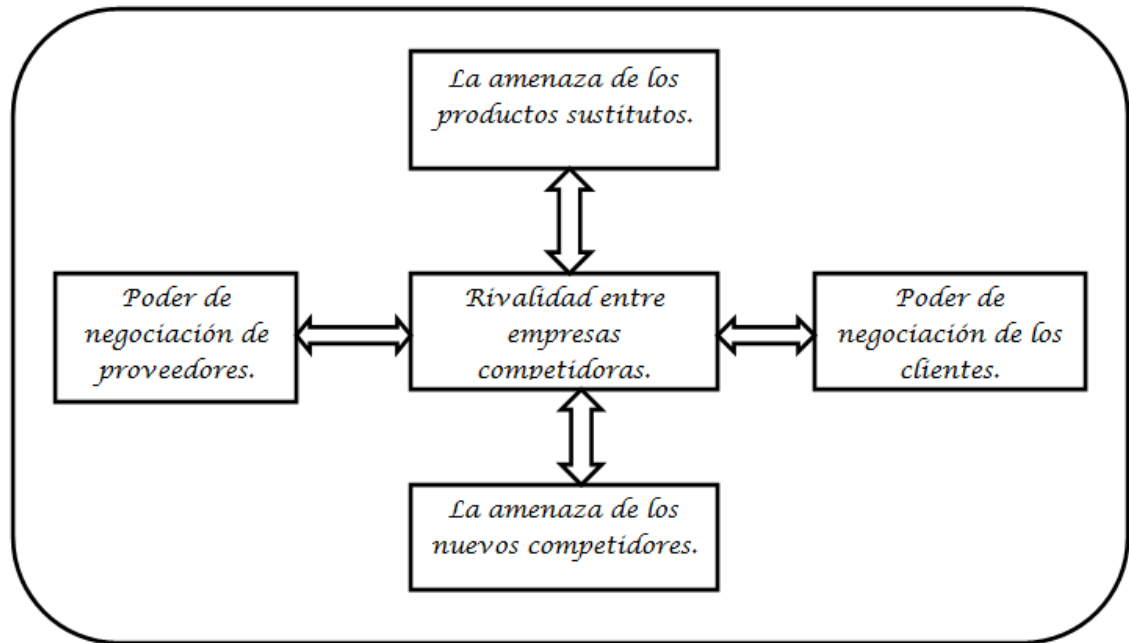 La amenaza de los
productos sustitutos.
Poder de
negociación de
proveedores.
Rivalidad entre
empresas
competidoras.
Poder de
negociación de los
clientes.
La amenaza de los
nuevos competidores.